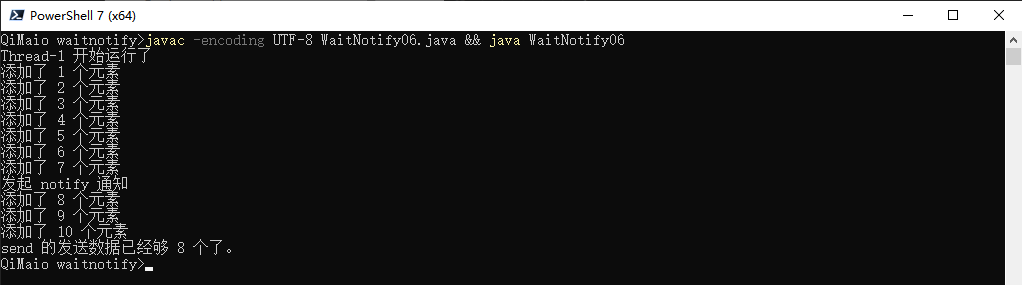 PowerShell 7 (x64)
QiMaio waitnotify>javac -encoding UTF-8 WaitNotify06.java && java WaitNotify06
Thread-1 开始运行了
添加了 1 个元素
添加了 2 个元素
添加了 3 个元素
添加了 4 个元素
添加了 5 个元素
添加了 6 个元素
添加了 7 个元素
发起 notify 通知
添加了 8 个元素
添加了 9 个元素
添加了 10 个元素
send 的发送数据已经够 8 个了。
QiMaio waitnotify>